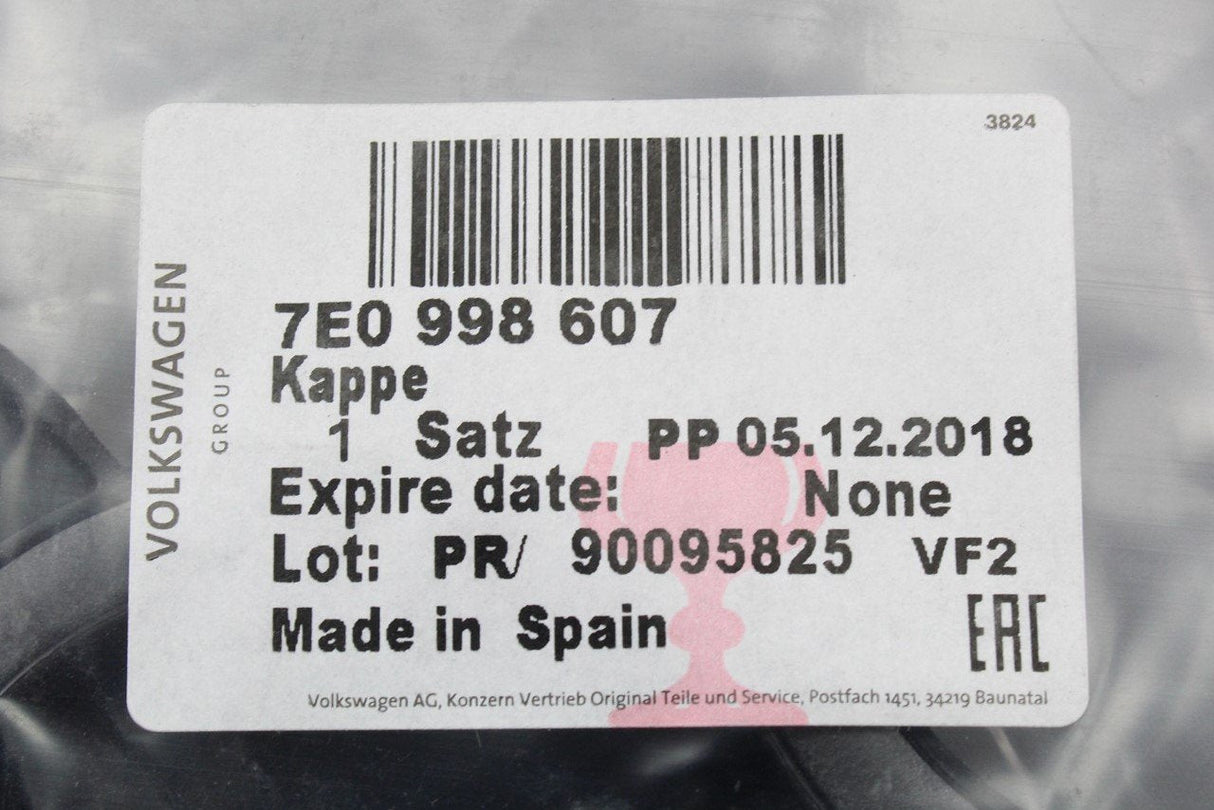 3824
VOLKSWAGEN
GROUP
7E0 998 607
Kappe
1 Satz PP 05.12.2018
Expire date: None
Lot: PR/ 90095825 VF2
Made in Spain
EAC
Volkswagen AG, Konzern Vertrieb Original Teile und Service, Postfach 1451, 34219 Baunatal